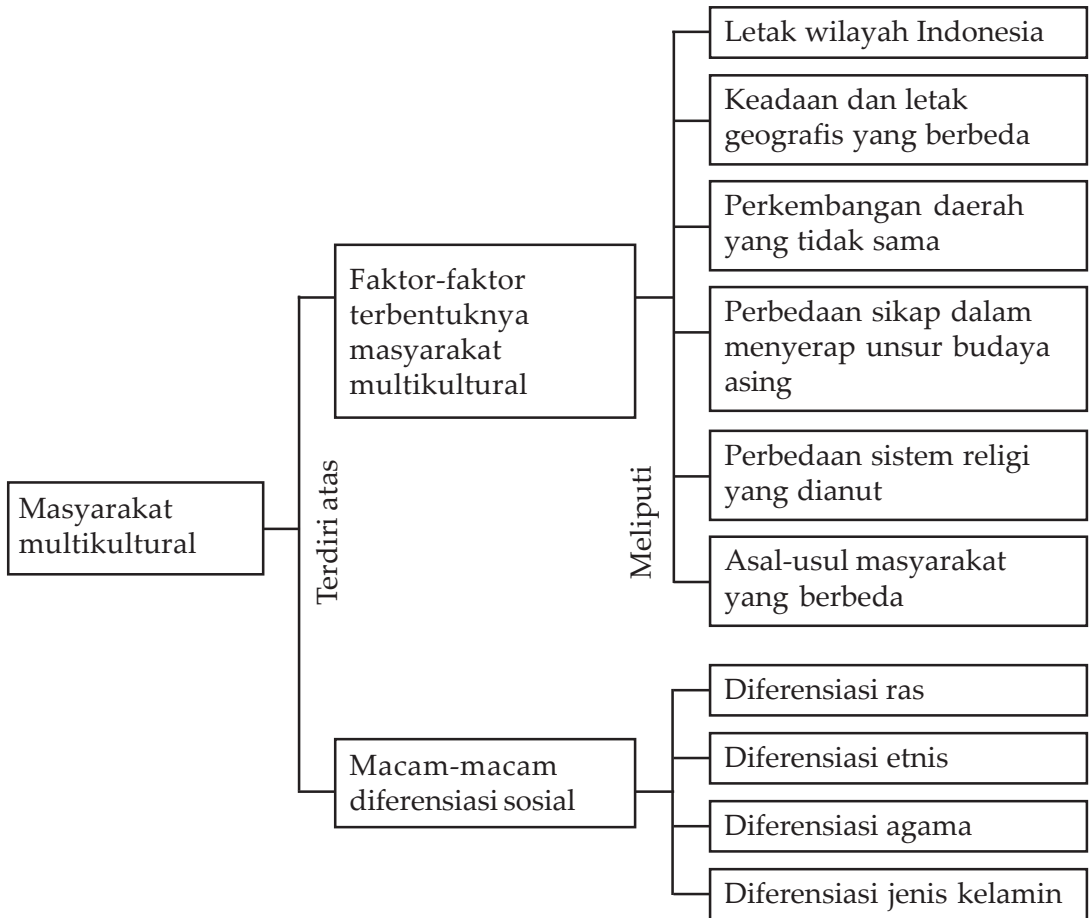 Masyarakat
multikultural
Terdiri atas
Faktor-faktor
terbentuknya
masyarakat
multikultural
Meliputi
Letak wilayah Indonesia
Keadaan dan letak
geografis yang berbeda
Perkembangan daerah
yang tidak sama
Perbedaan sikap dalam
menyerap unsur budaya
asing
Perbedaan sistem religi
yang dianut
Asal-usul masyarakat
yang berbeda
Macam-macam
diferensiasi sosial
Diferensiasi ras
Diferensiasi etnis
Diferensiasi agama
Diferensiasi jenis kelamin